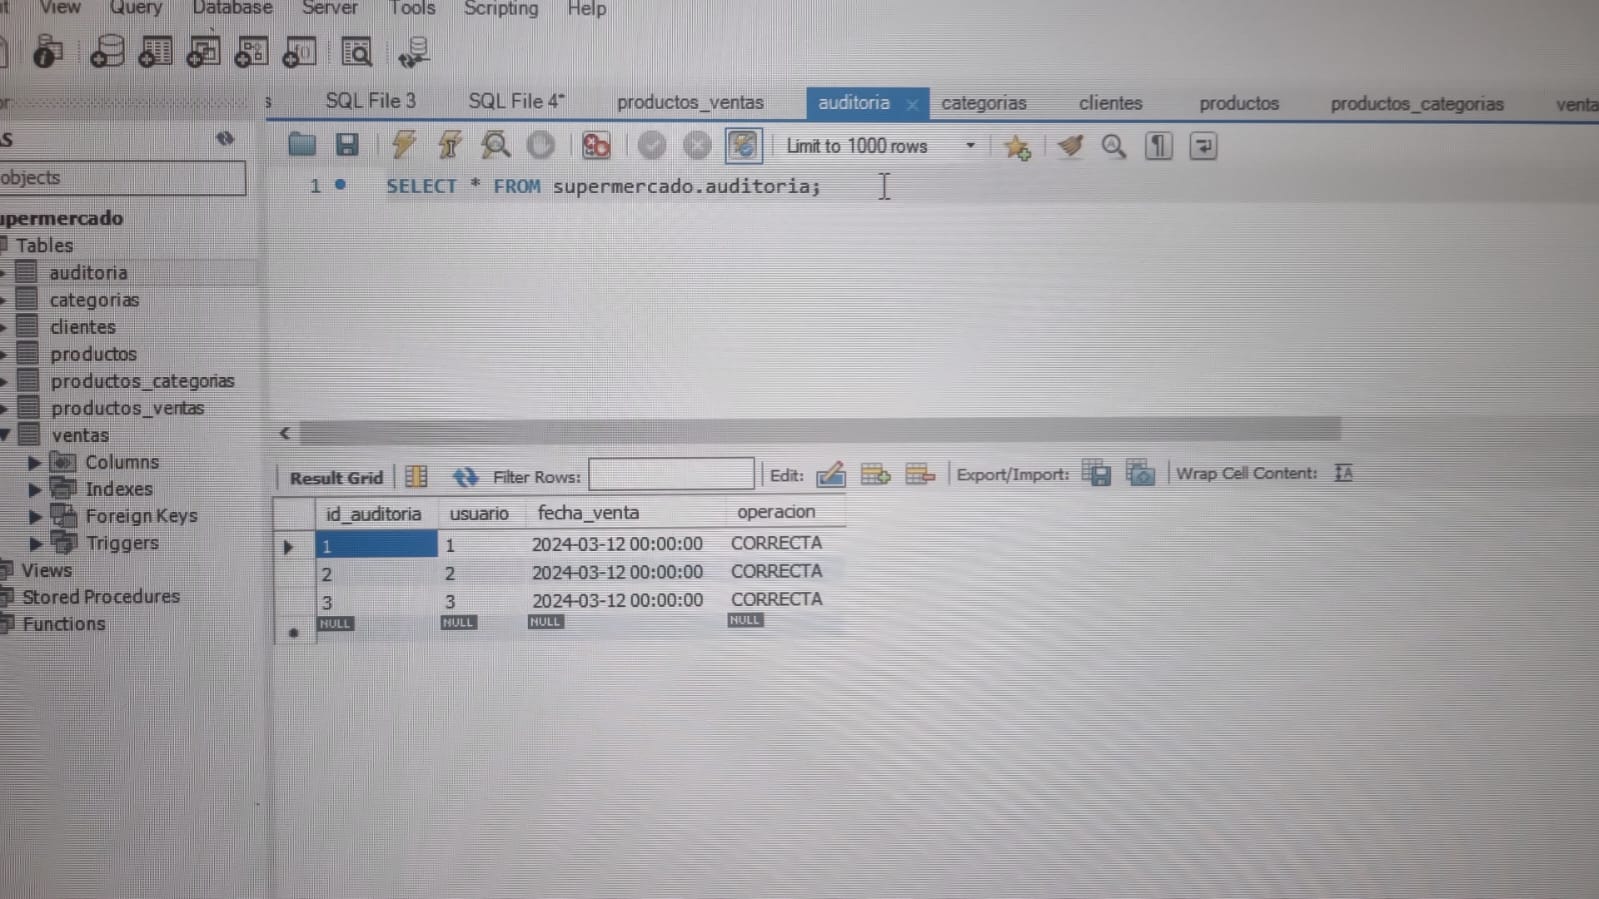 View Query Database Server Tools Scripting Help
s SQL File 3 SQL File 4* productos_ventas auditoria × categorias clientes productos productos_categorias venta
Limit to 1000 rows
objects
1 SELECT * FROM supermercado.auditoria;
upermercado
Tables
auditoria
categorias
clientes
productos
productos_categorias
productos_ventas
ventas
Columns
Indexes
Foreign Keys
Triggers
Views
Stored Procedures
Functions
Result Grid Filter Rows: Edit: Export/Import: Wrap Cell Content:
id_auditoria usuario fecha_venta operacion
1 1 2024-03-12 00:00:00 CORRECTA
2 2 2024-03-12 00:00:00 CORRECTA
3 3 2024-03-12 00:00:00 CORRECTA
NULL NULL NULL NULL